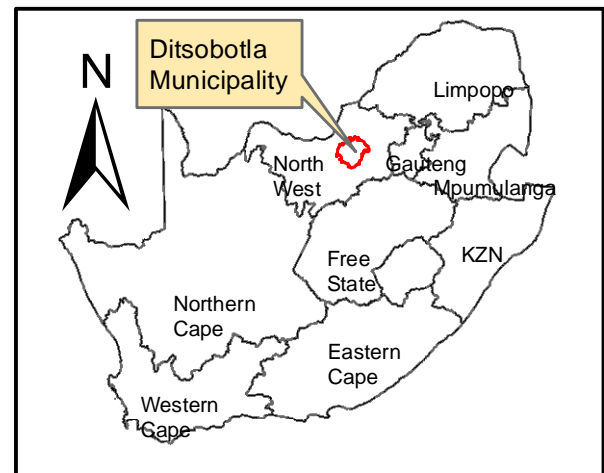 Ditsobotla
Municipality
N
Limpopo
North
West
Gauteng
Mpumulanga
Free
State
KZN
Northern
Cape
Eastern
Cape
Western
Cape